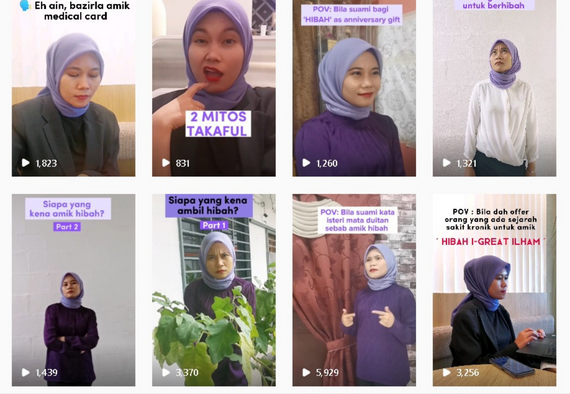 Eh ain, bazirla amik
medical card
1,823
2 MITOS
TAKAFUL
831
POV: Bila suami bagi
'HIBAH' as anniversary gift
1,260
untuk berhibah
1,321
Siapa yang
kena amik hibah?
Part 2
1,439
Siapa yang kena
ambil hibah?
Part 1
3,370
POV: Bila suami kata
isteri mata duitan
sebab amik hibah
5,929
POV : Bila dah offer
orang yang ada sejarah
sakit kronik untuk amik
" HIBAH I-GREAT ILHAM "
3,256